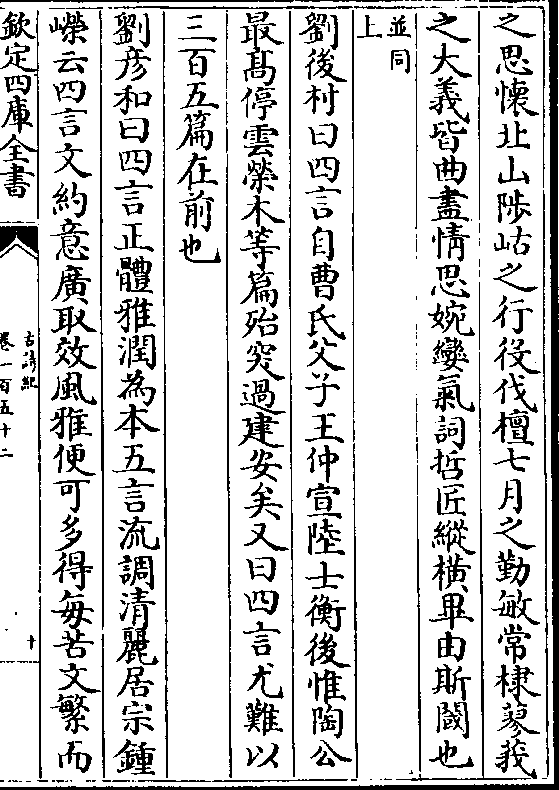 之思懷北山陟岵之行役伐檀七月之勤敏常棣蓼莪
之大義皆曲盡情思婉孌氣詞哲匠縱横畢由斯閾也
並同上
劉後村曰四言自曹氏父子王仲宣陸士衡後惟陶公
最髙停雲榮木等篇殆突過建安矣又曰四言尤難以
三百五篇在前也
劉彦和曰四言正體雅潤為本五言流調清麗居宗鍾
嶸云四言文約意廣取效風雅便可多得每苦文繁而
欽定四庫全書
古詩紀
卷一百五十二
十